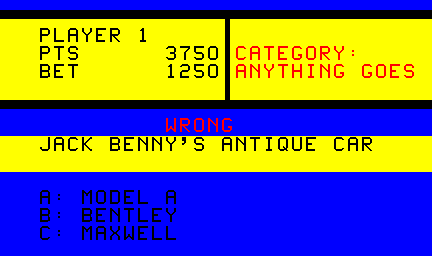 PLAYER 1
PTS 3750
BET 1250
CATEGORY:
ANYTHING GOES
WRONG
JACK BENNY'S ANTIQUE CAR
A: MODEL A
B: BENTLEY
C: MAXWELL